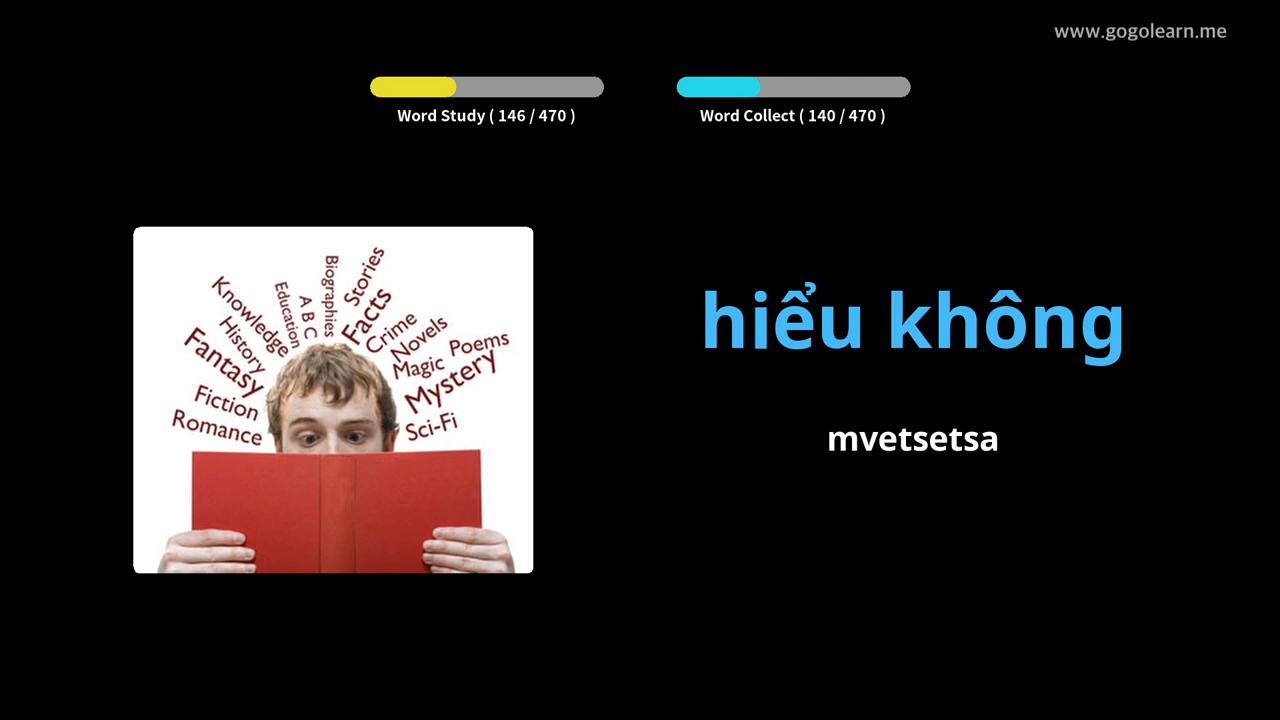 www.gogolearn.me
Word Study ( 146 / 470 )
Word Collect ( 140 / 470 )
Biographies
Stories
Education
A B C
Facts
Knowledge
Crime
History
Novels
Fantasy
Magic
Poems
Mystery
Fiction
Romance
Sci-Fi
hiểu không
mvetsetsa